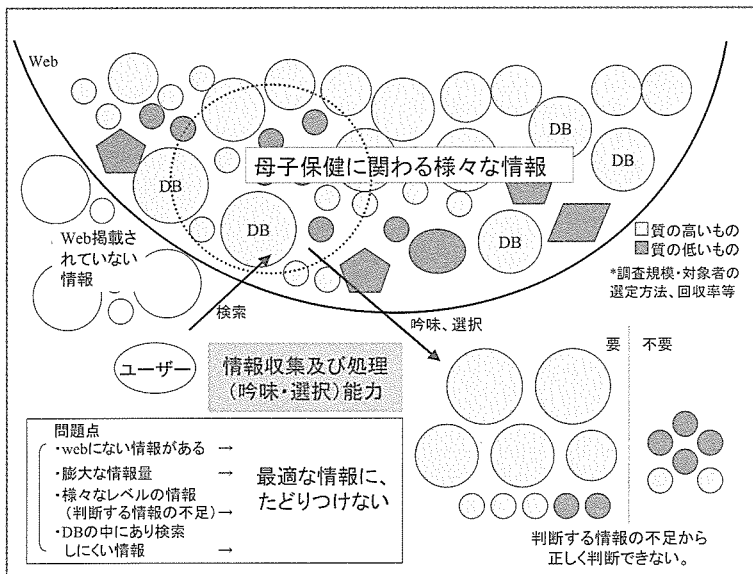 Web
DB
母子保健に関わる様々な情報
DB
DB
DB
DB
Web掲載さ
れていない
情報
質の高いもの
質の低いもの
*調査規模・対象者の
選定方法、回収率等
検索
吟味、選択
ユーザー
情報収集及び処理
(吟味・選択)能力
要
不要
問題点
・webにない情報がある →
・膨大な情報量 →
・様々なレベルの情報
(判断する情報の不足)→
・DBの中にあり検索
しにくい情報 →
最適な情報に、
たどりつけない
判断する情報の不足から
正しく判断できない。